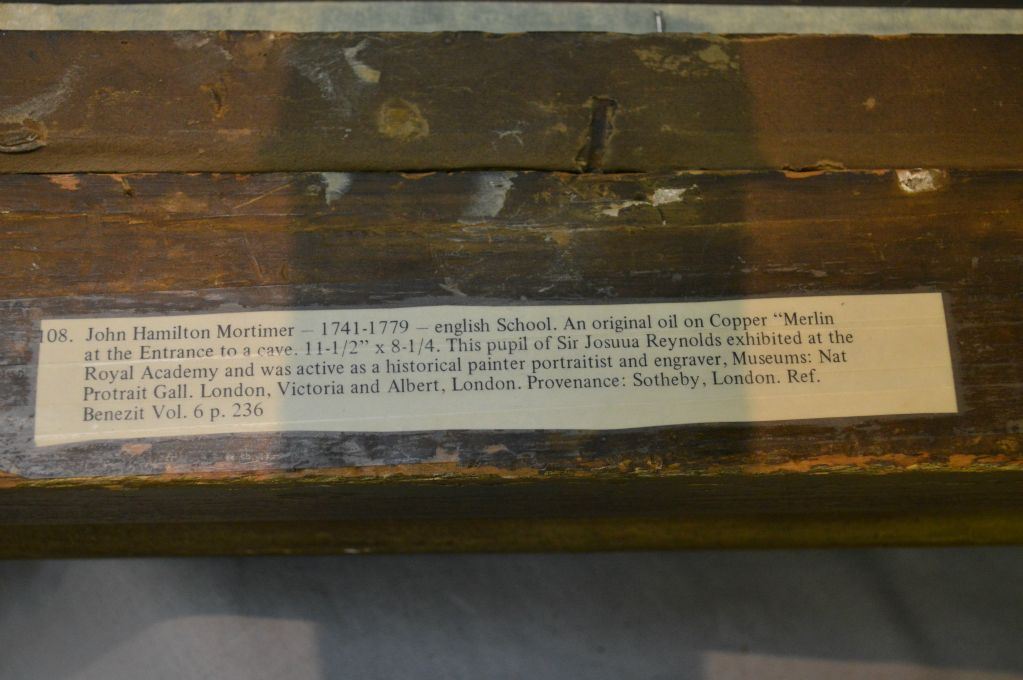 108. John Hamilton Mortimer – 1741-1779 – english School. An original oil on Copper “Merlin
at the Entrance to a cave. 11-1/2” x 8-1/4. This pupil of Sir Josuua Reynolds exhibited at the
Royal Academy and was active as a historical painter portraitist and engraver, Museums: Nat
Protrait Gall. London, Victoria and Albert, London. Provenance: Sotheby, London. Ref.
Benezit Vol. 6 p. 236